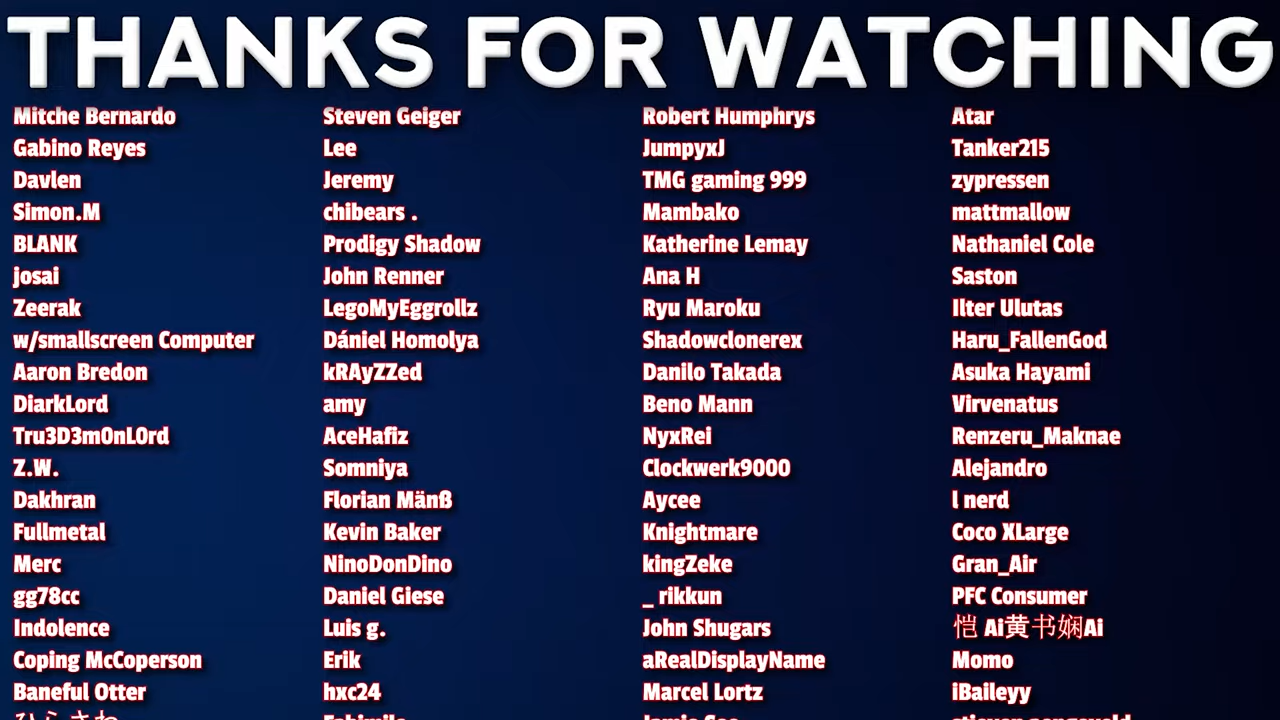 THANKS FOR WATCHING
Mitche Bernardo
Gabino Reyes
Davlen
Simon.M
BLANK
josai
Zeerak
w/smallscreen Computer
Aaron Bredon
DiarkLord
Tru3D3m0nL0rd
Z.W.
Dakhran
Fullmetal
Merc
gg78cc
Indolence
Coping McCoperson
Baneful Otter
Steven Geiger
Lee
Jeremy
chibears .
Prodigy Shadow
John Renner
LegoMyEggrollz
Dániel Homolya
kRAyZZed
amy
AceHafiz
Somniya
Florian Mänß
Kevin Baker
NinoDonDino
Daniel Giese
Luis g.
Erik
hxc24
Robert Humphrys
JumpyxJ
TMG gaming 999
Mambako
Katherine Lemay
Ana H
Ryu Maroku
Shadowclonerex
Danilo Takada
Beno Mann
NyxRei
Clockwerk9000
Aycee
Knightmare
kingZeke
_ rikkun
John Shugars
aRealDisplayName
Marcel Lortz
Atar
Tanker215
zypressen
mattmallow
Nathaniel Cole
Saston
Ilter Ulutas
Haru_FallenGod
Asuka Hayami
Virvenatus
Renzeru_Maknae
Alejandro
l nerd
Coco XLarge
Gran_Air
PFC Consumer
恺 Ai黄书娴Ai
Momo
iBaileyy